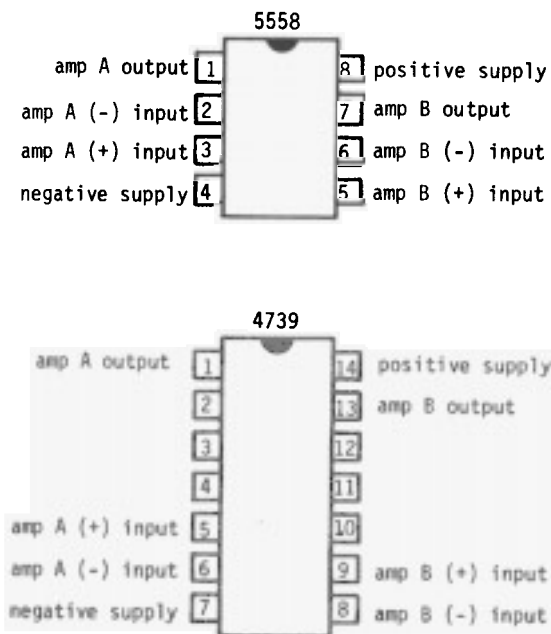 5558
amp A output 1 8 positive supply
amp A (-) input 2 7 amp B output
amp A (+) input 3 6 amp B (-) input
negative supply 4 5 amp B (+) input
4739
amp A output 1 14 positive supply
2 13 amp B output
3 12
4 11
amp A (+) input 5 10
amp A (-) input 6 9 amp B (+) input
negative supply 7 8 amp B (-) input